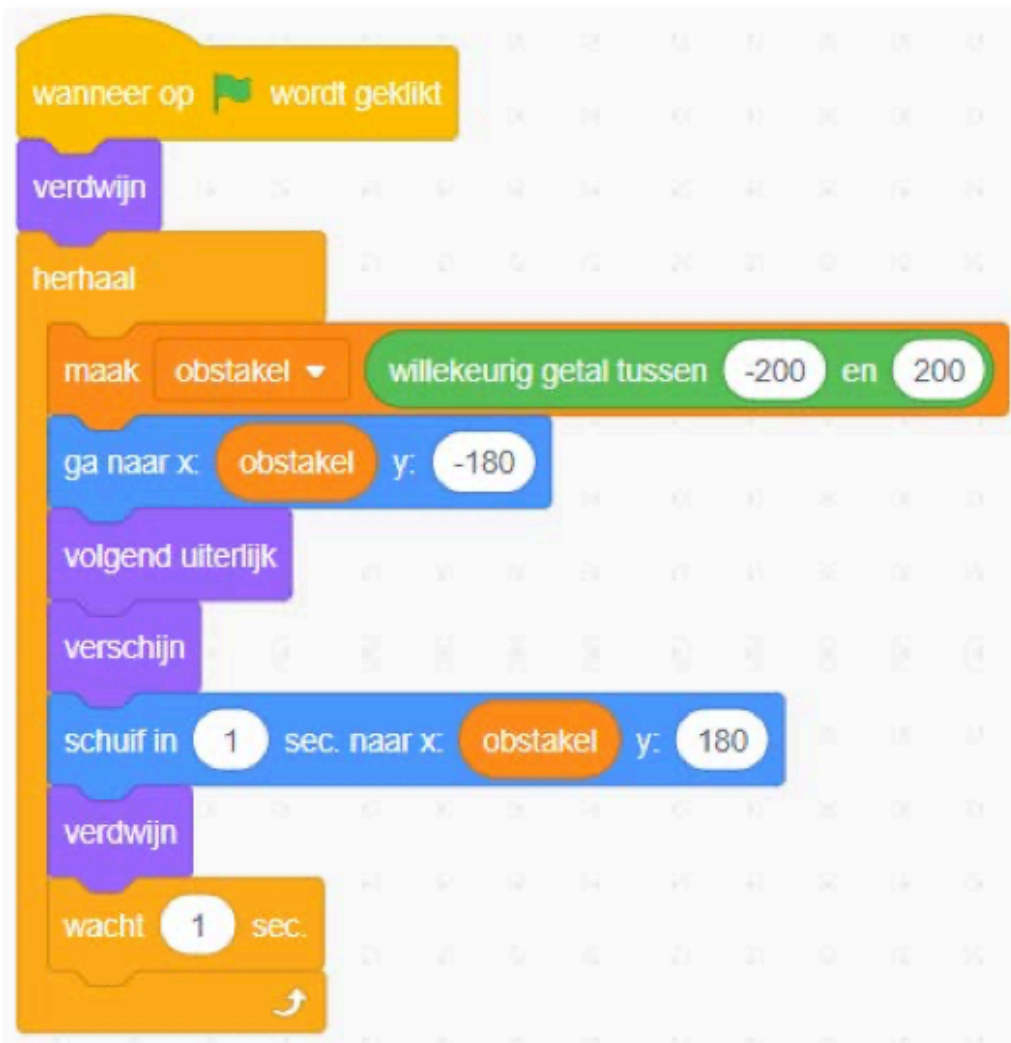 wanneer op wordt geklikt
verdwijn
herhaal
maak obstakel willekeurig getal tussen -200 en 200
ga naar x: obstakel y: -180
volgend uiterlijk
verschijn
schuif in 1 sec. naar x: obstakel y: 180
verdwijn
wacht 1 sec.